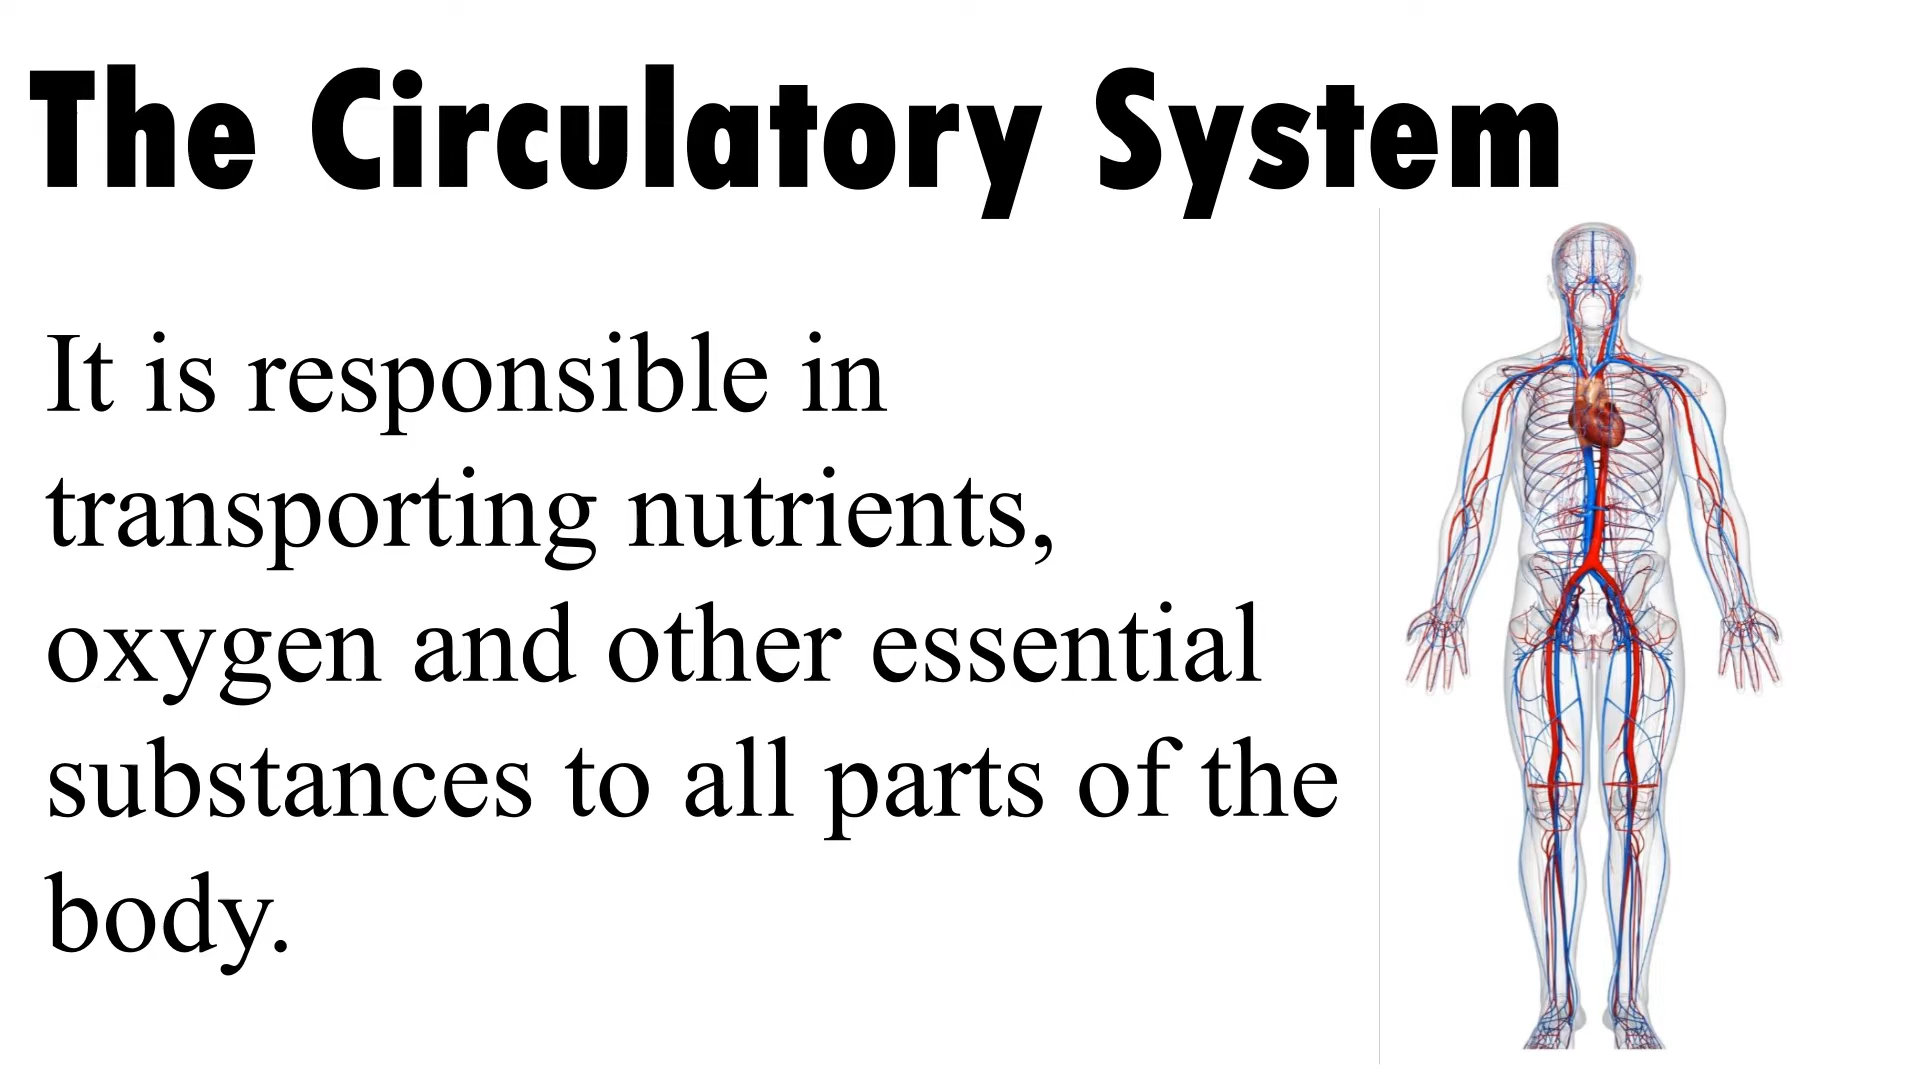 The Circulatory System
It is responsible in
transporting nutrients,
oxygen and other essential
substances to all parts of the
body.